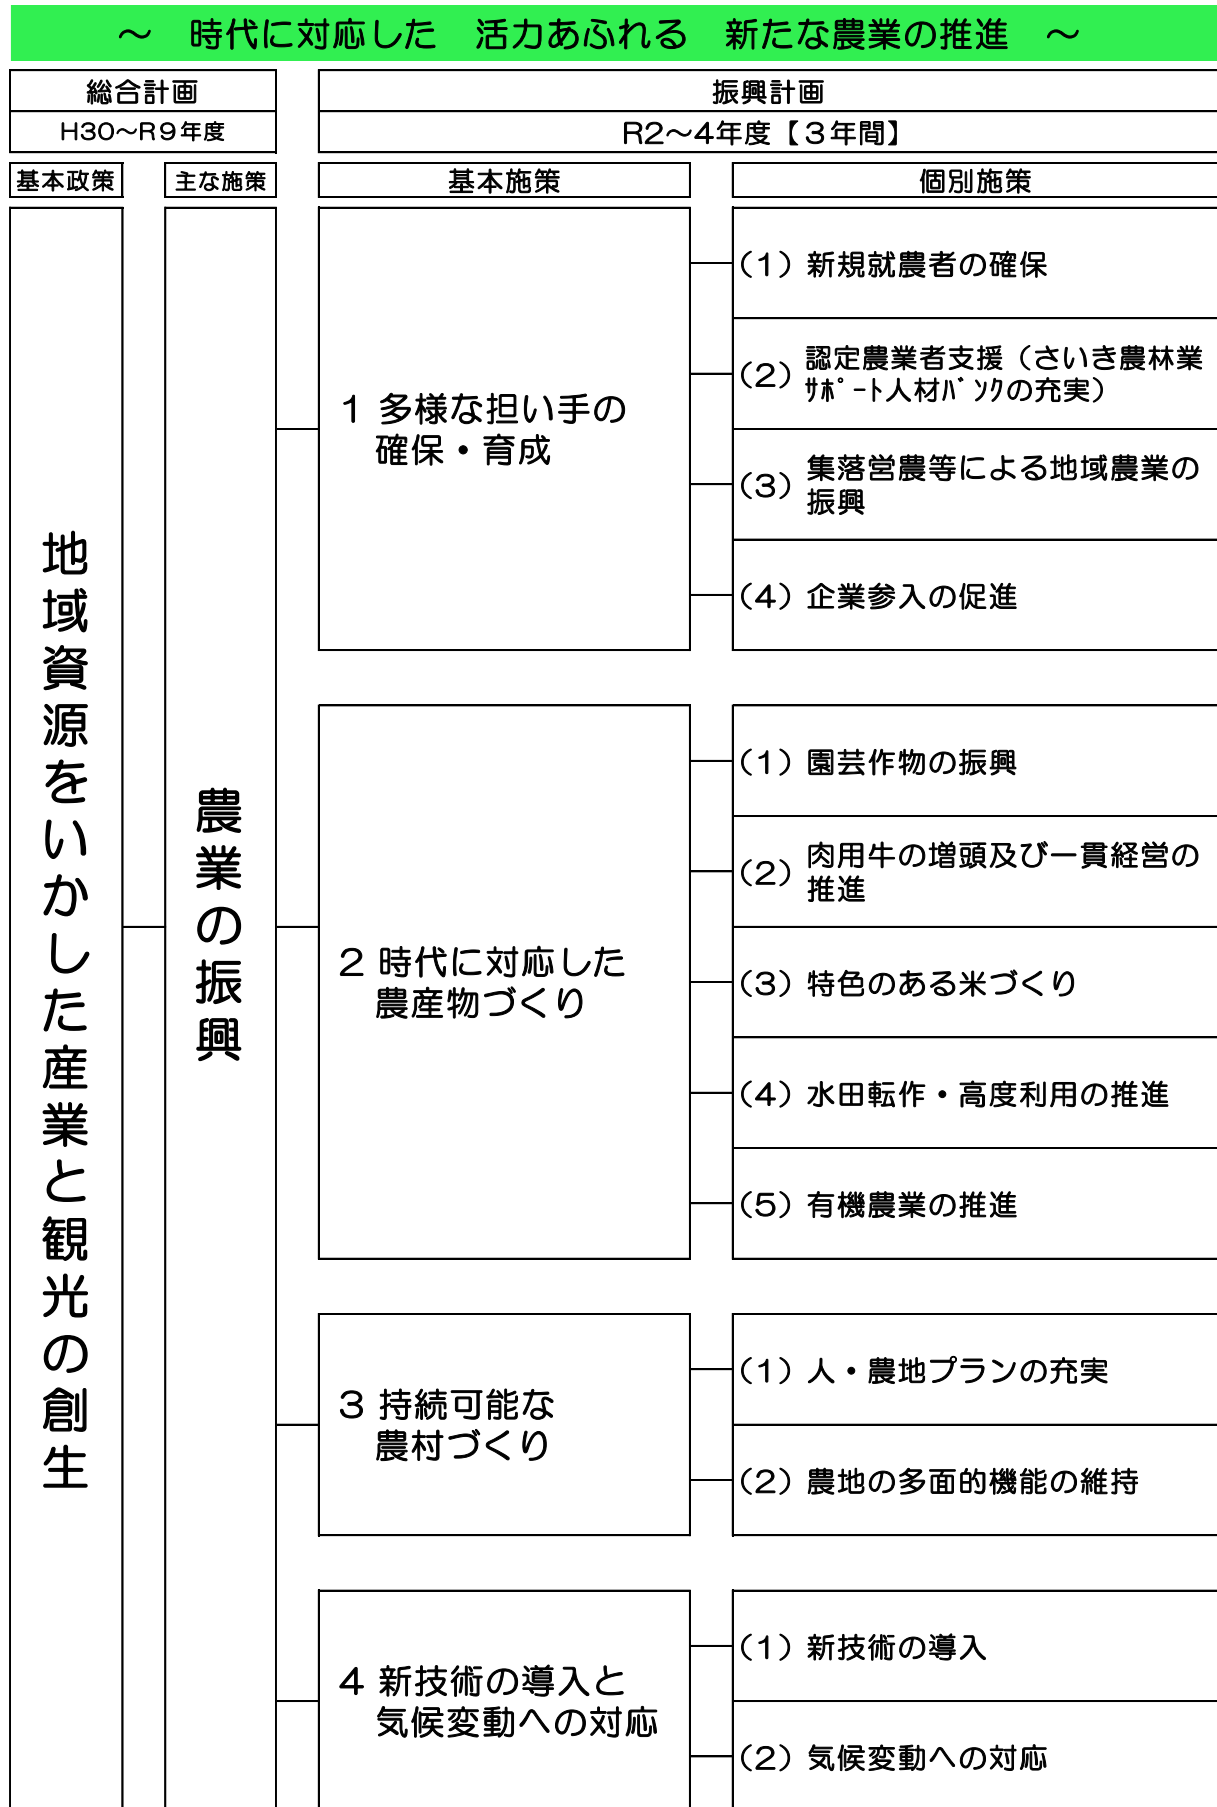 ～　時代に対応した　活力あふれる　新たな農業の推進　～
総合計画
振興計画
H30～R９年度
R2～4年度【３年間】
基本政策
主な施策
基本施策
個別施策
地域資源をいかした産業と観光の創生
農業の振興
１ 多様な担い手の
確保・育成
（1）新規就農者の確保
（2）認定農業者支援（さいき農林業
ｻﾎﾟｰﾄ人材ﾊﾞﾝｸの充実）
（3）集落営農等による地域農業の
振興
（4）企業参入の促進
２ 時代に対応した
農産物づくり
（1）園芸作物の振興
（2）肉用牛の増頭及び一貫経営の
推進
（3）特色のある米づくり
（4）水田転作・高度利用の推進
（5）有機農業の推進
３ 持続可能な
農村づくり
（1）人・農地プランの充実
（2）農地の多面的機能の維持
４ 新技術の導入と
気候変動への対応
（1）新技術の導入
（2）気候変動への対応